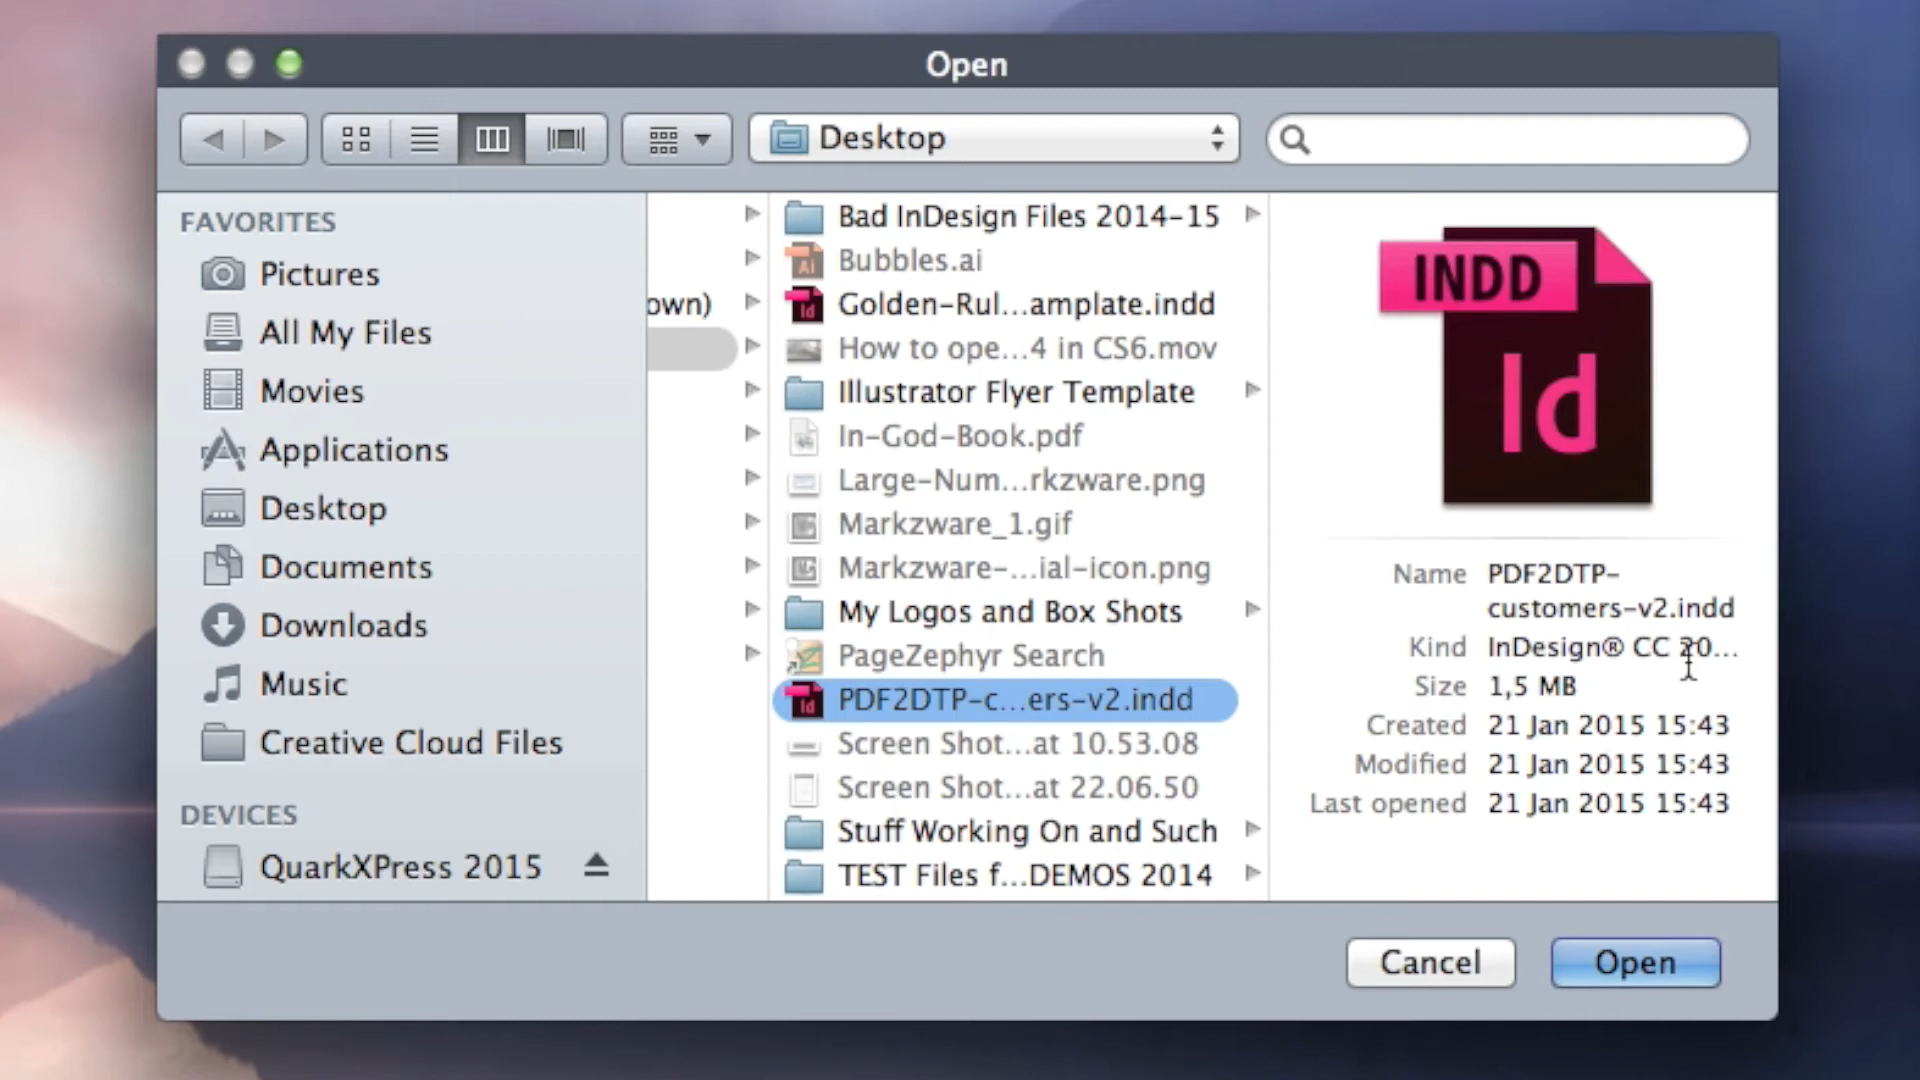 Open
Desktop
FAVORITES
Pictures
All My Files
Movies
Applications
Desktop
Documents
Downloads
Music
Creative Cloud Files
DEVICES
QuarkXPress 2015
own)
Bad InDesign Files 2014-15
Bubbles.ai
Golden-Rul...amplate.indd
How to ope...4 in CS6.mov
Illustrator Flyer Template
In-God-Book.pdf
Large-Num...rkzware.png
Markzware_1.gif
Markzware-...ial-icon.png
My Logos and Box Shots
PageZephyr Search
PDF2DTP-c...ers-v2.indd
Screen Shot...at 10.53.08
Screen Shot...at 22.06.50
Stuff Working On and Such
TEST Files f...DEMOS 2014
INDD
Id
Name PDF2DTP-
customers-v2.indd
Kind InDesign® CC 20...
Size 1,5 MB
Created 21 Jan 2015 15:43
Modified 21 Jan 2015 15:43
Last opened 21 Jan 2015 15:43
Cancel
Open